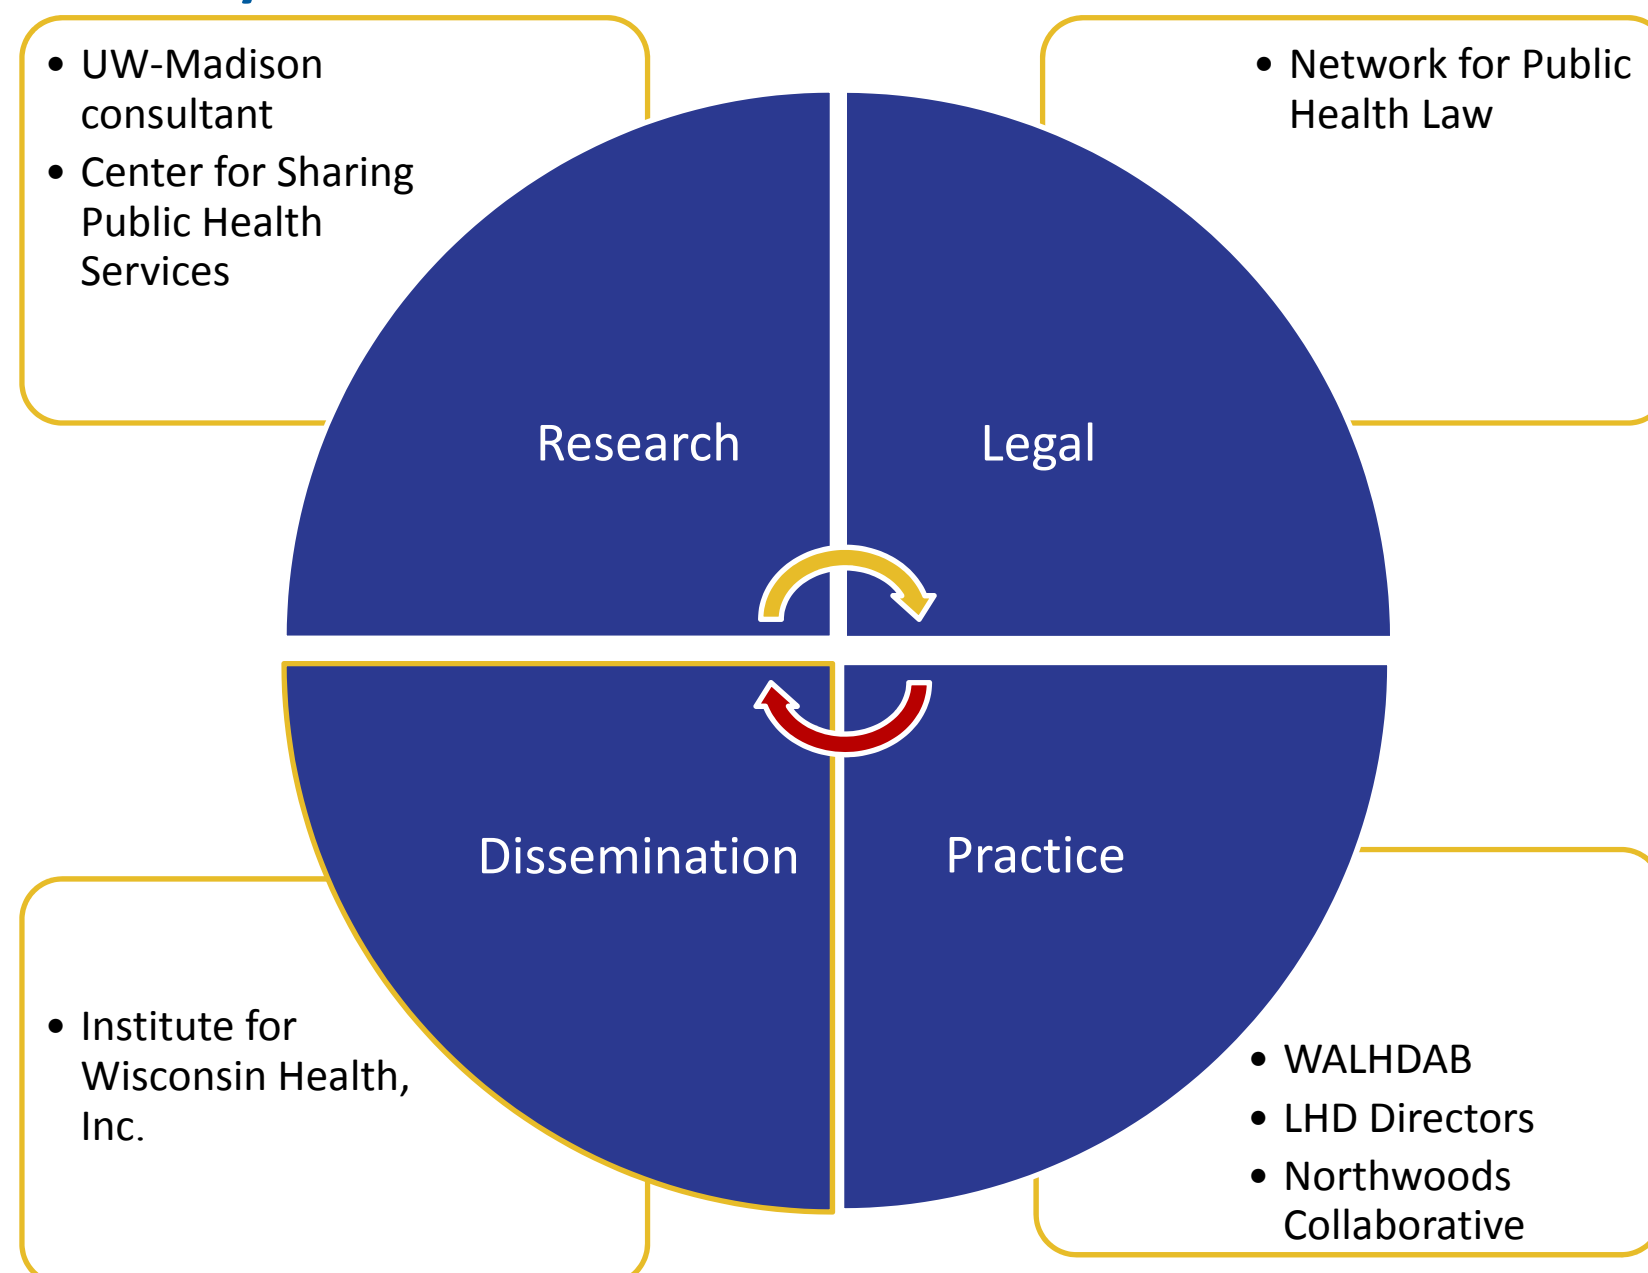 • UW-Madison
consultant
• Center for Sharing
Public Health
Services
• Network for Public
Health Law
Research
Legal
Dissemination
Practice
• Institute for
Wisconsin Health,
Inc.
• WALHDAB
• LHD Directors
• Northwoods
Collaborative